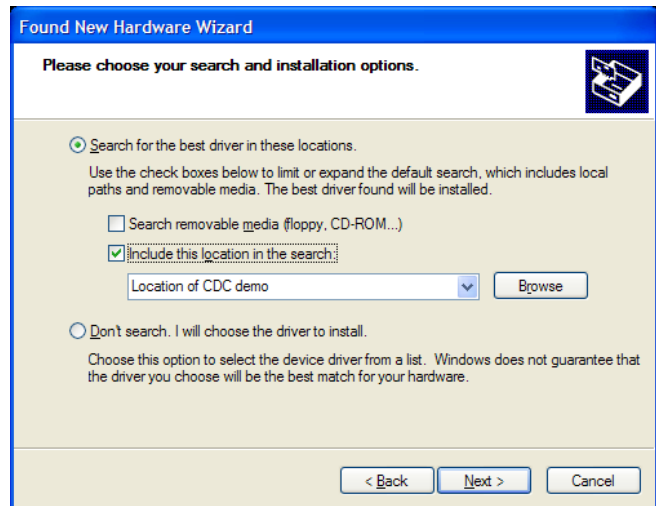 Found New Hardware Wizard
Please choose your search and installation options.
Search for the best driver in these locations.
Use the check boxes below to limit or expand the default search, which includes local
paths and removable media. The best driver found will be installed.
Search removable media (floppy, CD-ROM...)
Include this location in the search:
Location of CDC demo
Browse
Don't search. I will choose the driver to install.
Choose this option to select the device driver from a list. Windows does not guarantee that
the driver you choose will be the best match for your hardware.
< Back Next > Cancel